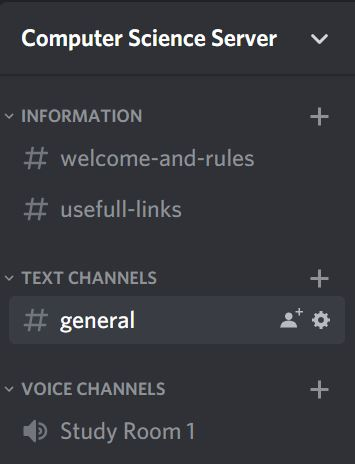 Computer Science Server
INFORMATION
# welcome-and-rules
# usefull-links
TEXT CHANNELS
# general
VOICE CHANNELS
Study Room 1